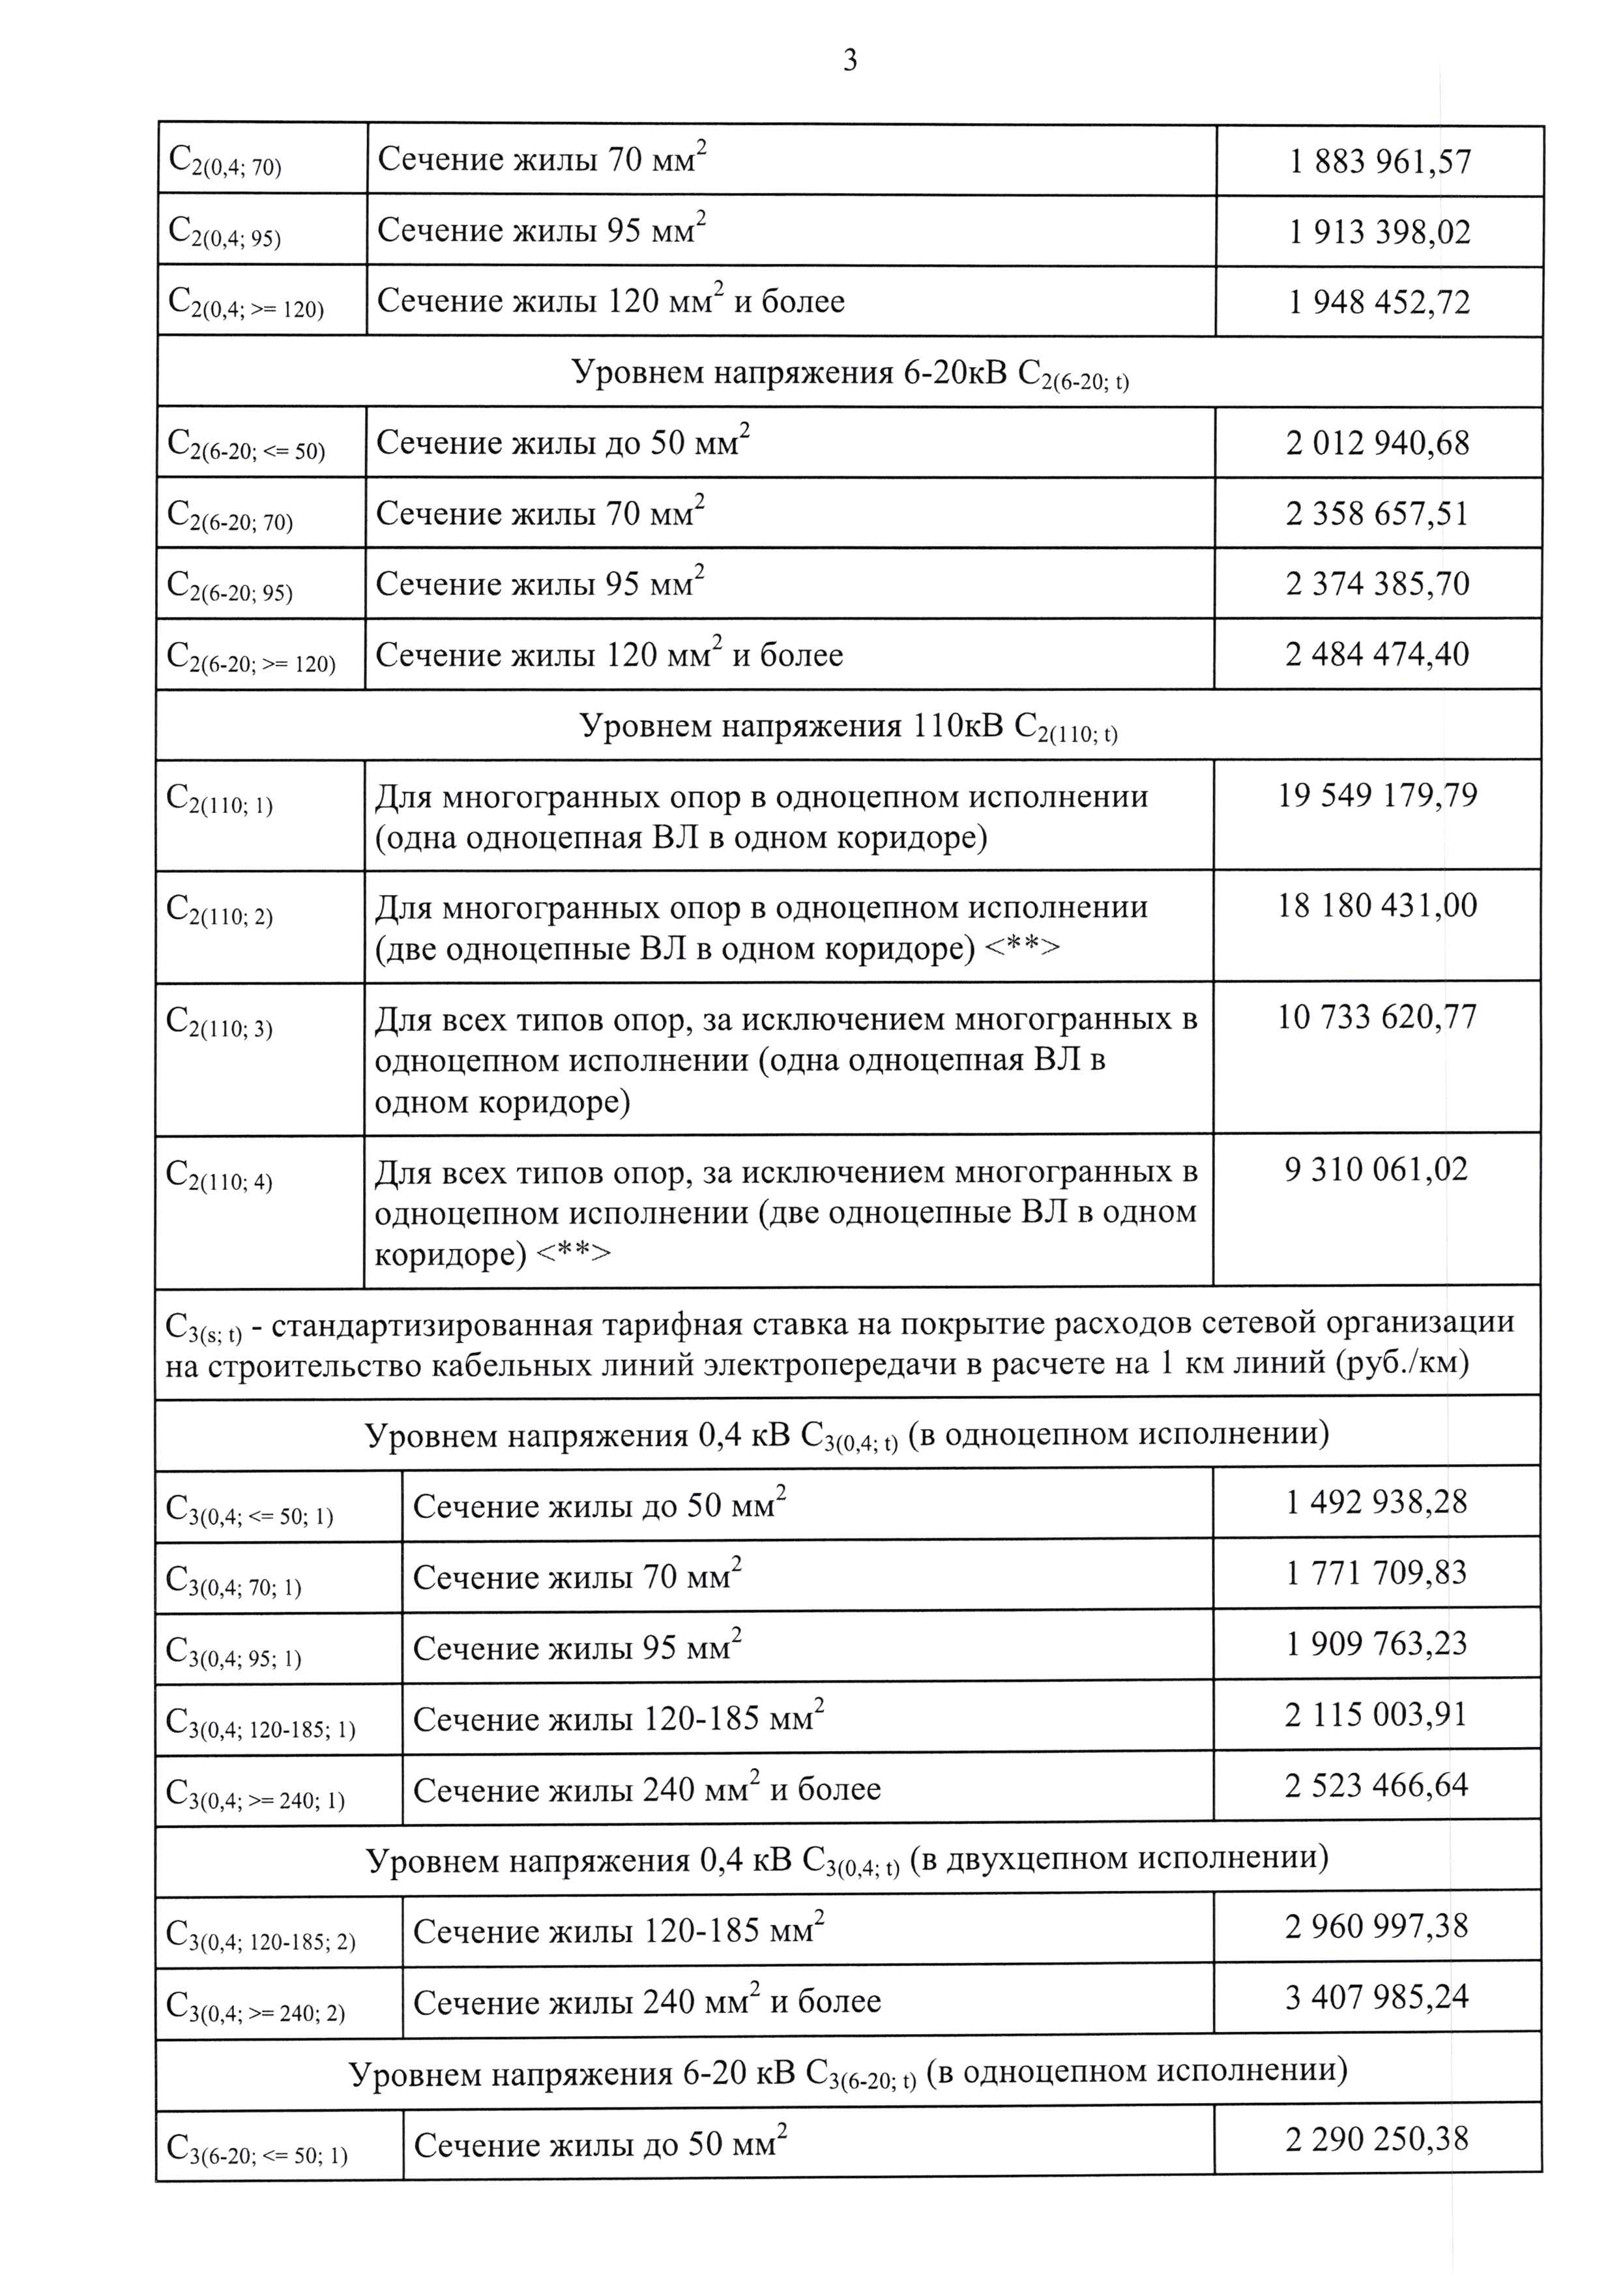 3
C2(0,4; 70) Сечение жилы 70 мм2 1 883 961,57
C2(0,4; 95) Сечение жилы 95 мм2 1 913 398,02
C2(0,4; >= 120) Сечение жилы 120 мм2 и более 1 948 452,72
Уровнем напряжения 6-20кВ C2(6-20; t)
C2(6-20; <= 50) Сечение жилы до 50 мм2 2 012 940,68
C2(6-20; 70) Сечение жилы 70 мм2 2 358 657,51
C2(6-20; 95) Сечение жилы 95 мм2 2 374 385,70
C2(6-20; >= 120) Сечение жилы 120 мм2 и более 2 484 474,40
Уровнем напряжения 110кВ C2(110; t)
C2(110; 1) Для многогранных опор в одноцепном исполнении 19 549 179,79
(одна одноцепная ВЛ в одном коридоре)
C2(110; 2) Для многогранных опор в одноцепном исполнении 18 180 431,00
(две одноцепные ВЛ в одном коридоре) <**>
C2(110; 3) Для всех типов опор, за исключением многогранных в 10 733 620,77
одноцепном исполнении (одна одноцепная ВЛ в
одном коридоре)
C2(110; 4) Для всех типов опор, за исключением многогранных в 9 310 061,02
одноцепном исполнении (две одноцепные ВЛ в одном
коридоре) <**>
C3(s; t) - стандартизированная тарифная ставка на покрытие расходов сетевой организации
на строительство кабельных линий электропередачи в расчете на 1 км линий (руб./км)
Уровнем напряжения 0,4 кВ C3(0,4; t) (в одноцепном исполнении)
C3(0,4; <= 50; 1) Сечение жилы до 50 мм2 1 492 938,28
C3(0,4; 70; 1) Сечение жилы 70 мм2 1 771 709,83
C3(0,4; 95; 1) Сечение жилы 95 мм2 1 909 763,23
C3(0,4; 120-185; 1) Сечение жилы 120-185 мм2 2 115 003,91
C3(0,4; >= 240; 1) Сечение жилы 240 мм2 и более 2 523 466,64
Уровнем напряжения 0,4 кВ C3(0,4; t) (в двухцепном исполнении)
C3(0,4; 120-185; 2) Сечение жилы 120-185 мм2 2 960 997,38
C3(0,4; >= 240; 2) Сечение жилы 240 мм2 и более 3 407 985,24
Уровнем напряжения 6-20 кВ C3(6-20; t) (в одноцепном исполнении)
C3(6-20; <= 50; 1) Сечение жилы до 50 мм2 2 290 250,38